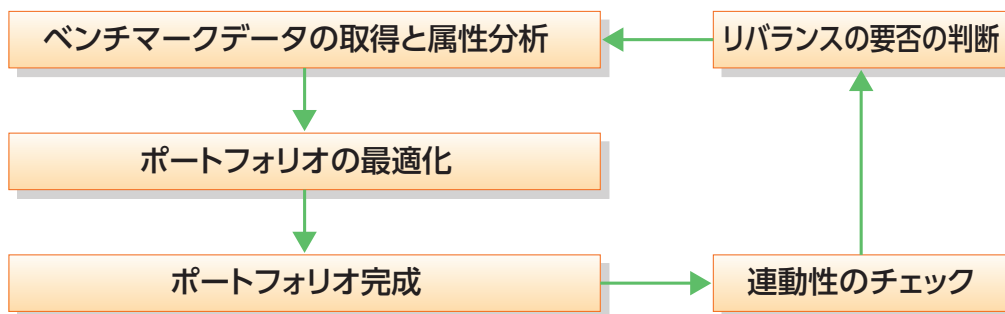 ベンチマークデータの取得と属性分析
リバランスの要否の判断
ポートフォリオの最適化
ポートフォリオ完成
連動性のチェック